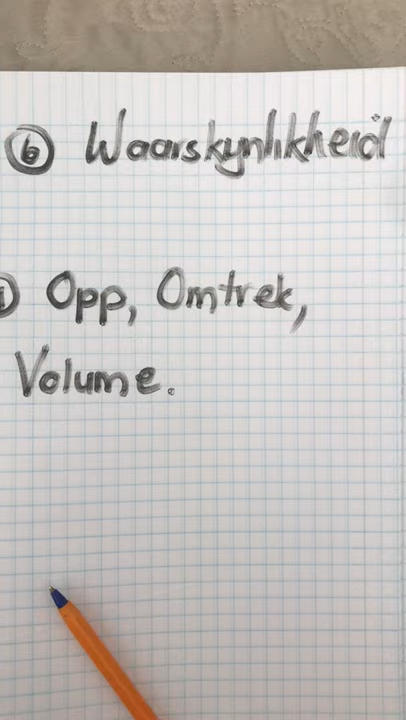 ⑥ Waarskynlikheid
Opp, Omtrek,
Volume.